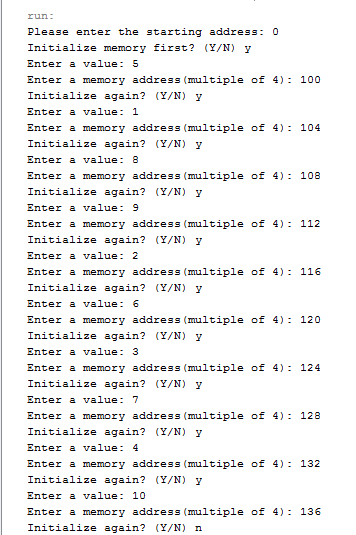 run:
Please enter the starting address: 0
Initialize memory first? (Y/N) y
Enter a value: 5
Enter a memory address(multiple of 4): 100
Initialize again? (Y/N) y
Enter a value: 1
Enter a memory address(multiple of 4): 104
Initialize again? (Y/N) y
Enter a value: 8
Enter a memory address(multiple of 4): 108
Initialize again? (Y/N) y
Enter a value: 9
Enter a memory address(multiple of 4): 112
Initialize again? (Y/N) y
Enter a value: 2
Enter a memory address(multiple of 4): 116
Initialize again? (Y/N) y
Enter a value: 6
Enter a memory address(multiple of 4): 120
Initialize again? (Y/N) y
Enter a value: 3
Enter a memory address(multiple of 4): 124
Initialize again? (Y/N) y
Enter a value: 7
Enter a memory address(multiple of 4): 128
Initialize again? (Y/N) y
Enter a value: 4
Enter a memory address(multiple of 4): 132
Initialize again? (Y/N) y
Enter a value: 10
Enter a memory address(multiple of 4): 136
Initialize again? (Y/N) n